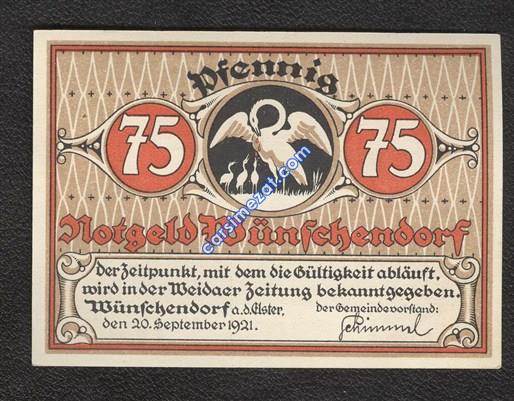 Pfennig
75
75
Notgeld Wünschendorf
der Zeitpunkt, mit dem die Gültigkeit abläuft,
wird in der Weidaer Zeitung bekanntgegeben.
Wünschendorf a.d. Elster,
den 20. September 1921.
der Gemeindevorstand:
Schimmel
carsimezat.com